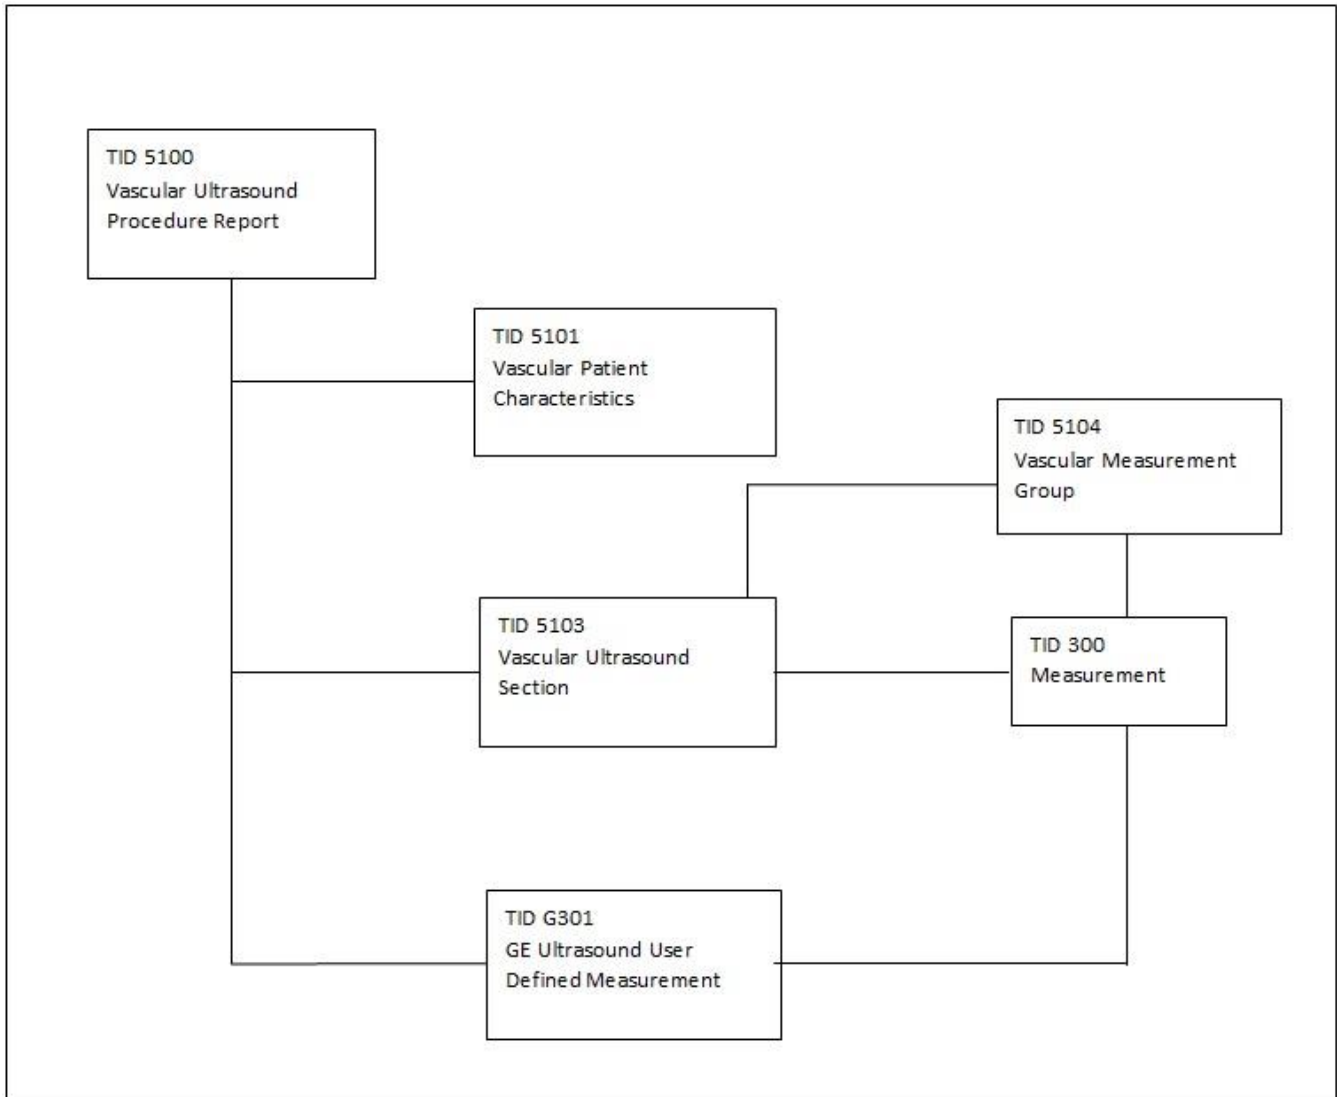 TID 5100
Vascular Ultrasound
Procedure Report
TID 5101
Vascular Patient
Characteristics
TID 5104
Vascular Measurement
Group
TID 5103
Vascular Ultrasound
Section
TID 300
Measurement
TID G301
GE Ultrasound User
Defined Measurement